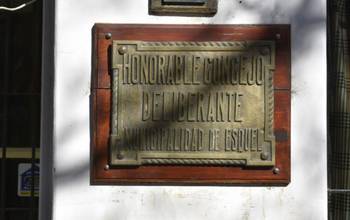 HONORABLE CONCEJO
DELIBERANTE
MUNICIPALIDAD DE ESQUEL